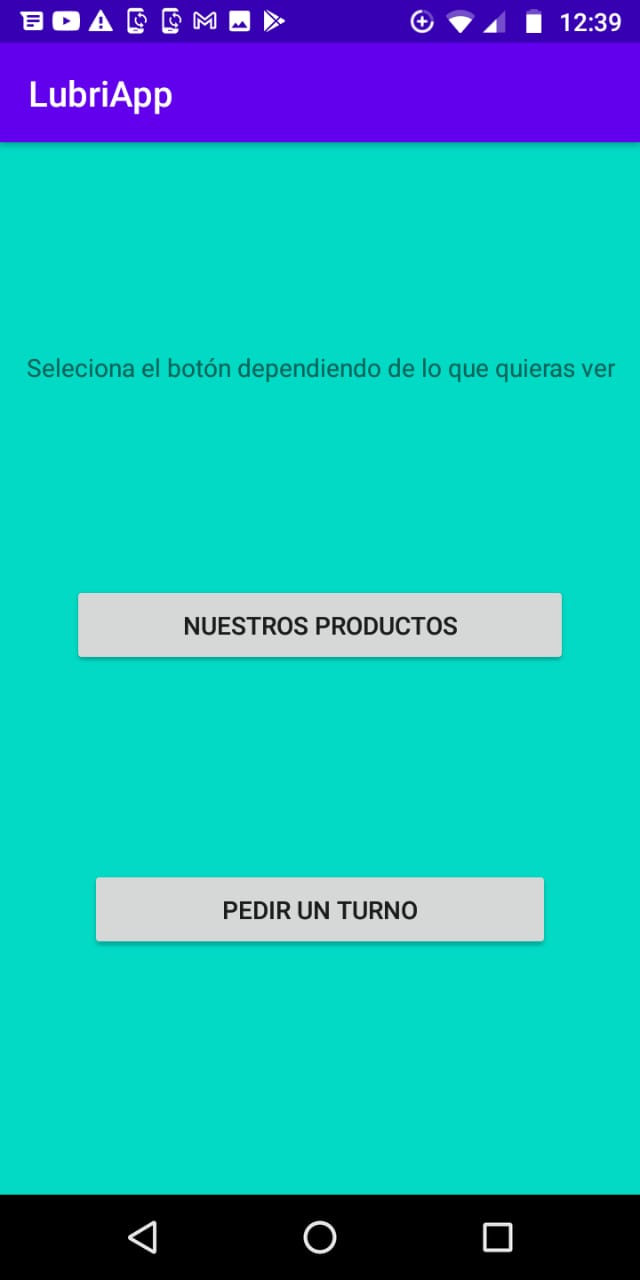 12:39
LubriApp
Seleciona el botón dependiendo de lo que quieras ver
NUESTROS PRODUCTOS
PEDIR UN TURNO